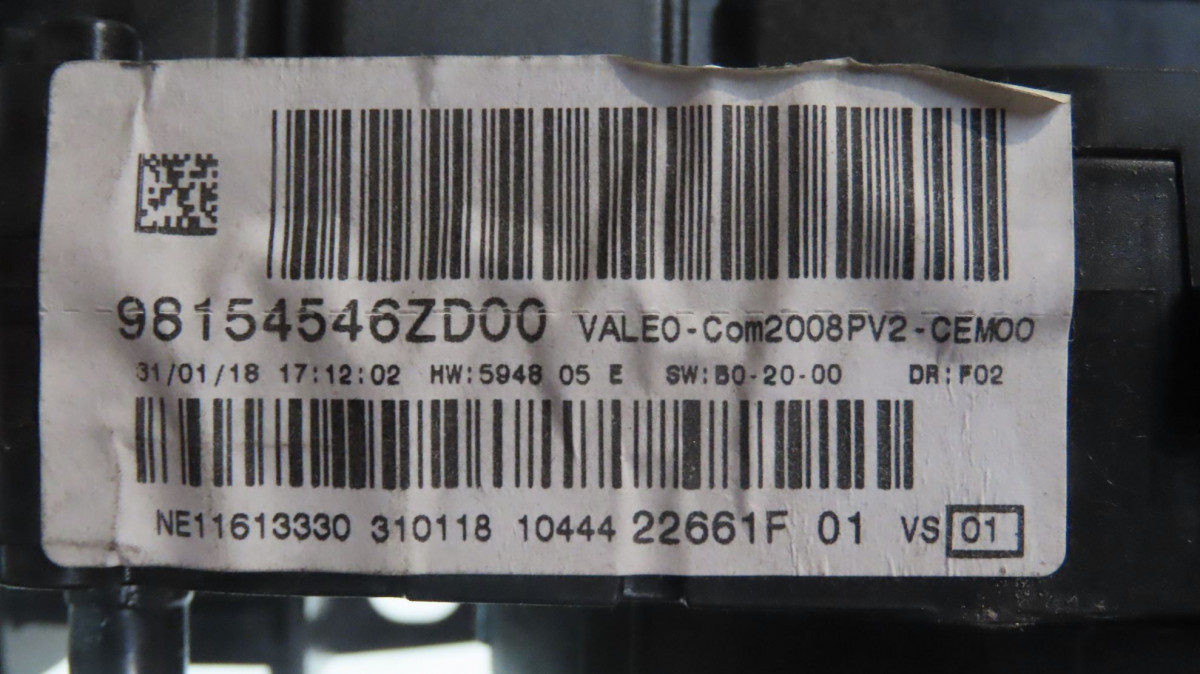 98154546ZD00 VALEO-Com2008PV2-CEM00
31/01/18 17:12:02 HW:5948 05 E SW:B0-20-00 DR:F02
NE11613330 310118 10444 22661F 01 VS 01